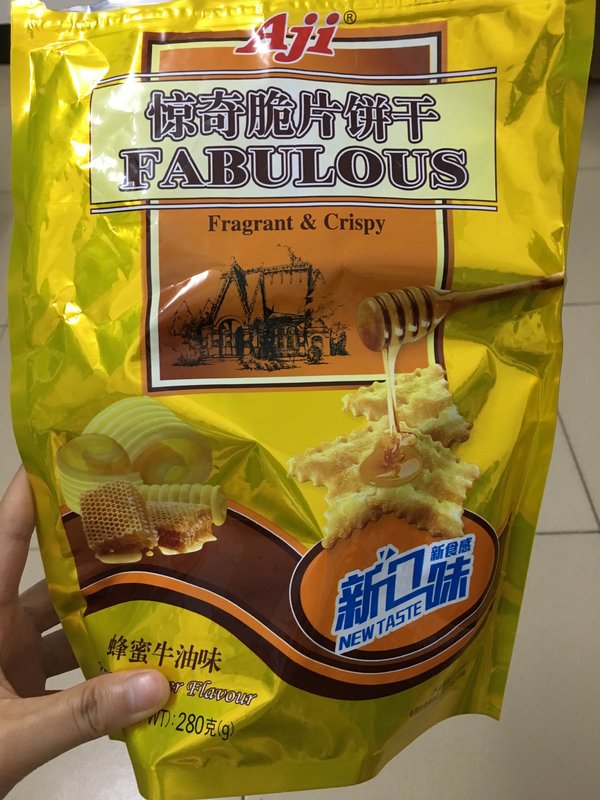 Aji®
惊奇脆片饼干
FABULOUS
Fragrant & Crispy
新食感
新口味
NEW TASTE
蜂蜜牛油味
Flavour
WT): 280克(g)